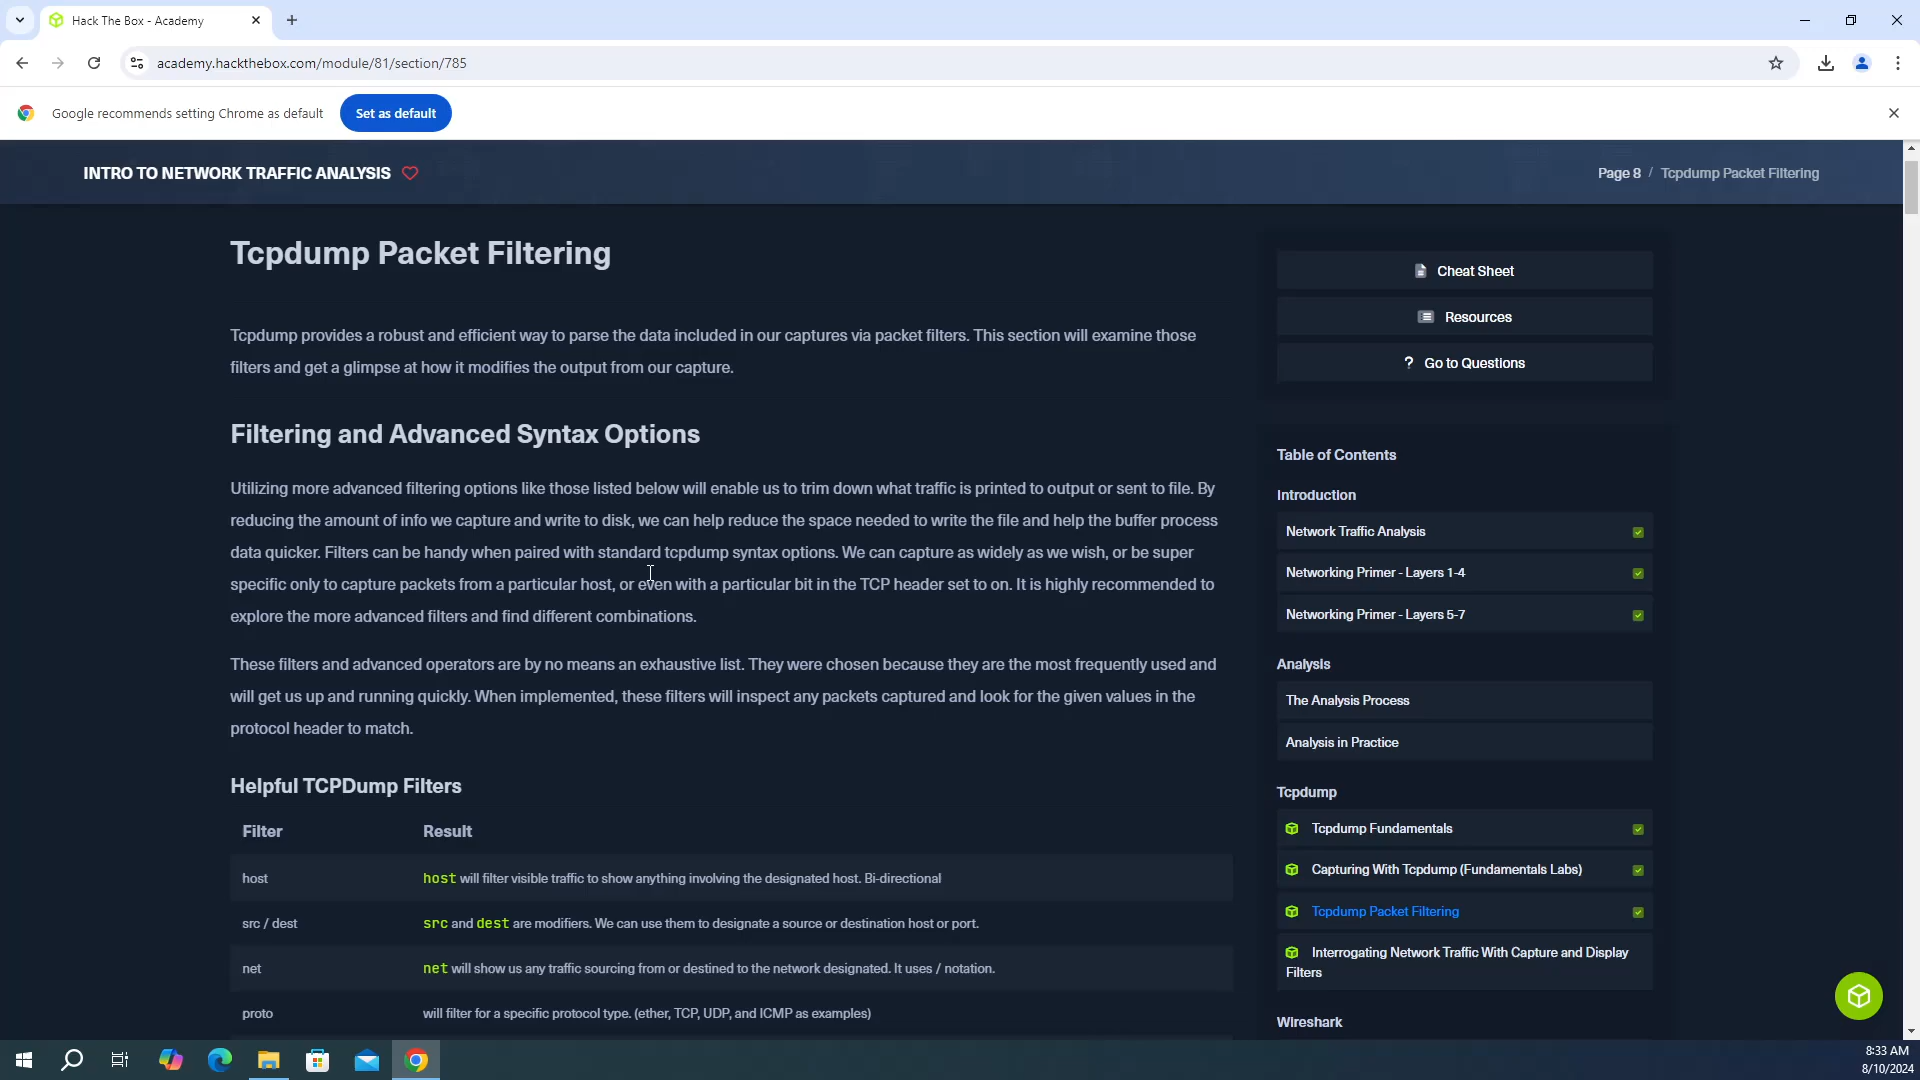 Hack The Box - Academy
academy.hackthebox.com/module/81/section/785
Google recommends setting Chrome as default
Set as default
INTRO TO NETWORK TRAFFIC ANALYSIS
Page 8 / Tcpdump Packet Filtering
Tcpdump Packet Filtering
Tcpdump provides a robust and efficient way to parse the data included in our captures via packet filters. This section will examine those
filters and get a glimpse at how it modifies the output from our capture.
Filtering and Advanced Syntax Options
Utilizing more advanced filtering options like those listed below will enable us to trim down what traffic is printed to output or sent to file. By
reducing the amount of info we capture and write to disk, we can help reduce the space needed to write the file and help the buffer process
data quicker. Filters can be handy when paired with standard tcpdump syntax options. We can capture as widely as we wish, or be super
specific only to capture packets from a particular host, or even with a particular bit in the TCP header set to on. It is highly recommended to
explore the more advanced filters and find different combinations.
These filters and advanced operators are by no means an exhaustive list. They were chosen because they are the most frequently used and
will get us up and running quickly. When implemented, these filters will inspect any packets captured and look for the given values in the
protocol header to match.
Helpful TCPDump Filters
Filter Result
host host will filter visible traffic to show anything involving the designated host. Bi-directional
src / dest src and dest are modifiers. We can use them to designate a source or destination host or port.
net net will show us any traffic sourcing from or destined to the network designated. It uses / notation.
proto will filter for a specific protocol type. (ether, TCP, UDP, and ICMP as examples)
Cheat Sheet
Resources
? Go to Questions
Table of Contents
Introduction
Network Traffic Analysis
Networking Primer - Layers 1-4
Networking Primer - Layers 5-7
Analysis
The Analysis Process
Analysis in Practice
Tcpdump
Tcpdump Fundamentals
Capturing With Tcpdump (Fundamentals Labs)
Tcpdump Packet Filtering
Interrogating Network Traffic With Capture and Display
Filters
Wireshark
8:33 AM
8/10/2024